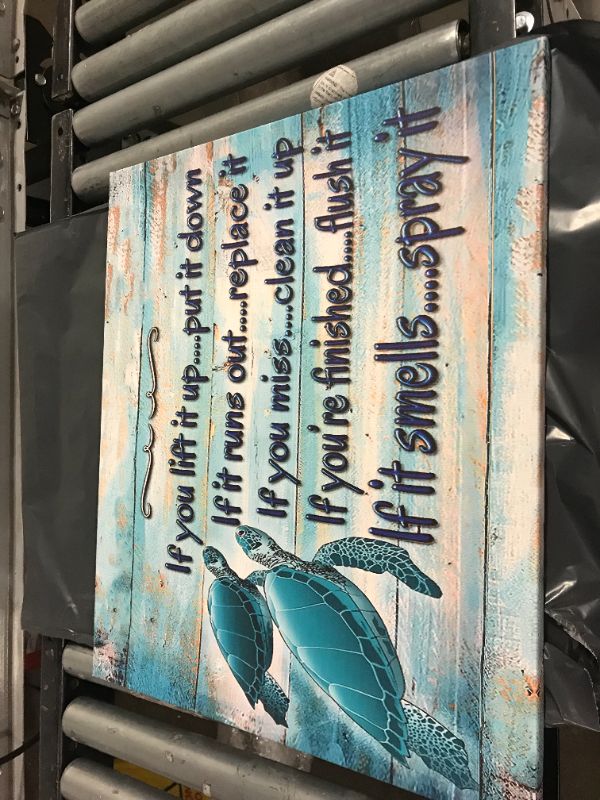 If you lift it up....put it down
If it runs out....replace it
If you miss....clean it up
If you're finished....flush it
If it smells.....spray it